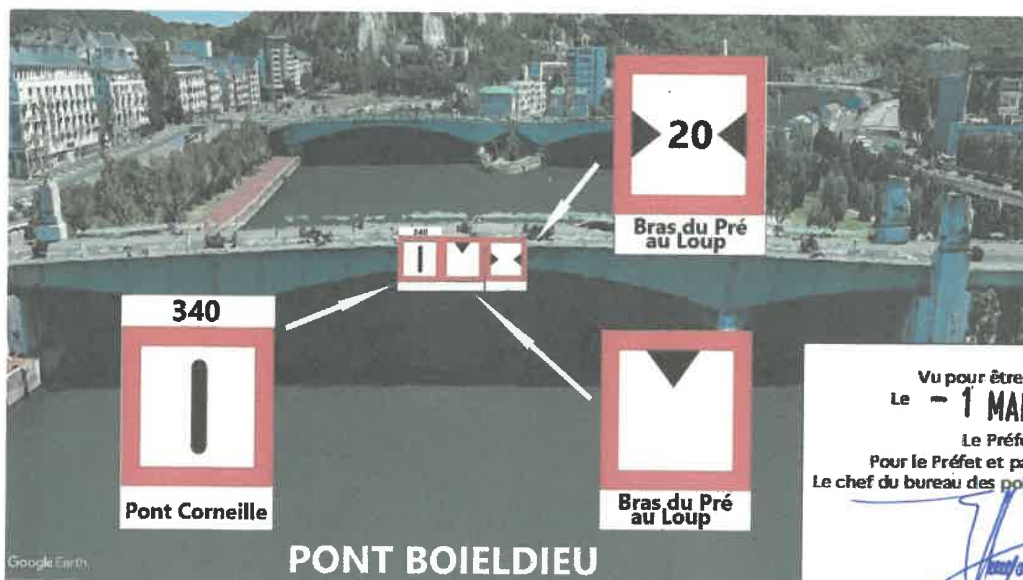 20
Bras du Pré
au Loup
340
340
Pont Corneille
Bras du Pré
au Loup
Vu pour être
Le - 1 MAI
Le Préf
Pour le Préfet et pa
Le chef du bureau des po
Google Earth
PONT BOIELDIEU